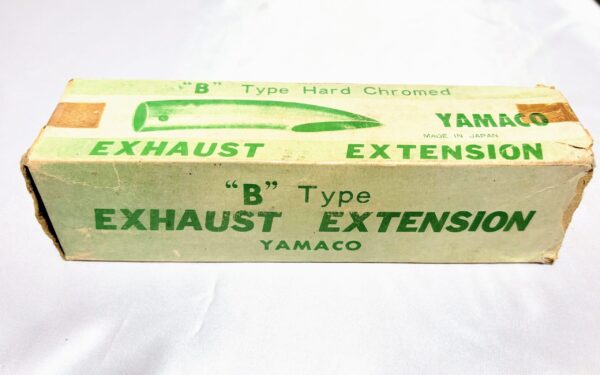 "B" Type Hard Chromed
YAMACO
MADE IN JAPAN
EXHAUST EXTENSION
"B" Type
EXHAUST EXTENSION
YAMACO